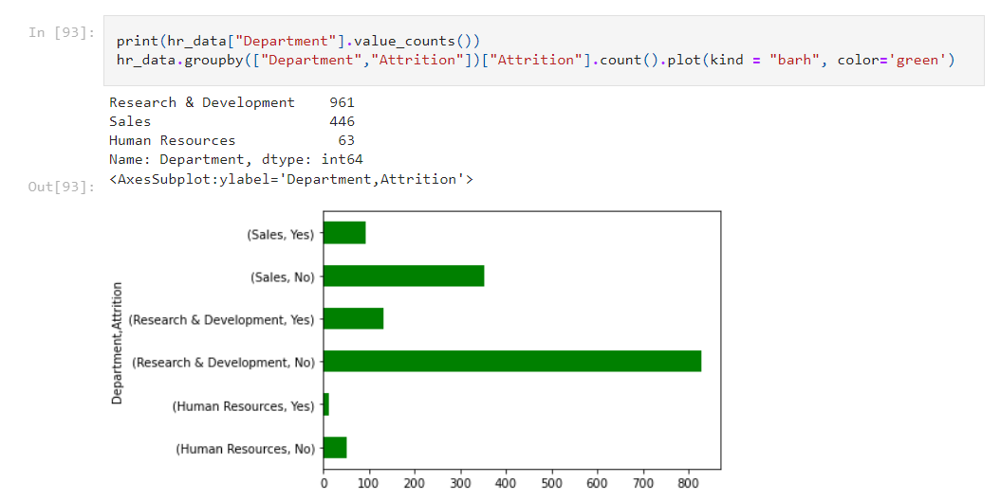 In [93]:
print(hr_data["Department"].value_counts())
hr_data.groupby(["Department","Attrition"])["Attrition"].count().plot(kind = "barh", color='green')
Research & Development    961
Sales                     446
Human Resources            63
Name: Department, dtype: int64
<AxesSubplot:ylabel='Department,Attrition'>
Out[93]:
Department,Attrition
(Sales, Yes)
(Sales, No)
(Research & Development, Yes)
(Research & Development, No)
(Human Resources, Yes)
(Human Resources, No)
0 100 200 300 400 500 600 700 800